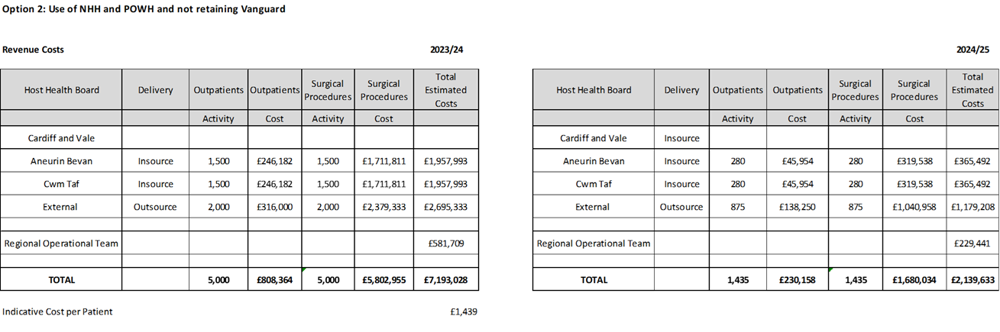 Option 2: Use of NHH and POWH and not retaining Vanguard
Revenue Costs 2023/24
Host Health Board Delivery Outpatients Outpatients Surgical Procedures Surgical Procedures Total Estimated Costs
Activity Cost Activity Cost
Cardiff and Vale
Aneurin Bevan Insource 1,500 £246,182 1,500 £1,711,811 £1,957,993
Cwm Taf Insource 1,500 £246,182 1,500 £1,711,811 £1,957,993
External Outsource 2,000 £316,000 2,000 £2,379,333 £2,695,333
Regional Operational Team £581,709
TOTAL 5,000 £808,364 5,000 £5,802,955 £7,193,028
Indicative Cost per Patient £1,439
2024/25
Host Health Board Delivery Outpatients Outpatients Surgical Procedures Surgical Procedures Total Estimated Costs
Activity Cost Activity Cost
Cardiff and Vale Insource
Aneurin Bevan Insource 280 £45,954 280 £319,538 £365,492
Cwm Taf Insource 280 £45,954 280 £319,538 £365,492
External Outsource 875 £138,250 875 £1,040,958 £1,179,208
Regional Operational Team £229,441
TOTAL 1,435 £230,158 1,435 £1,680,034 £2,139,633